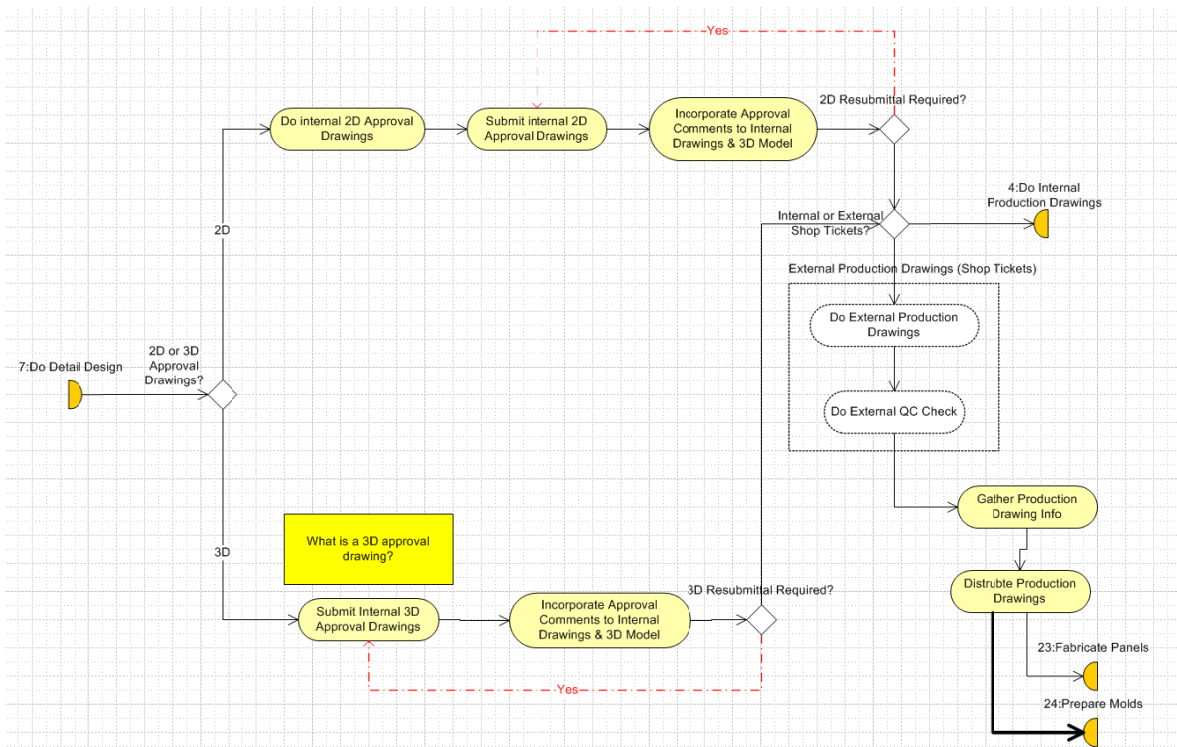 Yes
2D Resubmittal Required?
Do internal 2D Approval
Drawings
Submit internal 2D
Approval Drawings
Incorporate Approval
Comments to Internal
Drawings & 3D Model
4:Do Internal
Production Drawings
Internal or External
Shop Tickets?
2D
External Production Drawings (Shop Tickets)
Do External Production
Drawings
7:Do Detail Design
2D or 3D
Approval
Drawings?
Do External QC Check
Gather Production
Drawing Info
What is a 3D approval
drawing?
3D
Distrubte Production
Drawings
3D Resubmittal Required?
Submit Internal 3D
Approval Drawings
Incorporate Approval
Comments to Internal
Drawings & 3D Model
23:Fabricate Panels
Yes
24:Prepare Molds